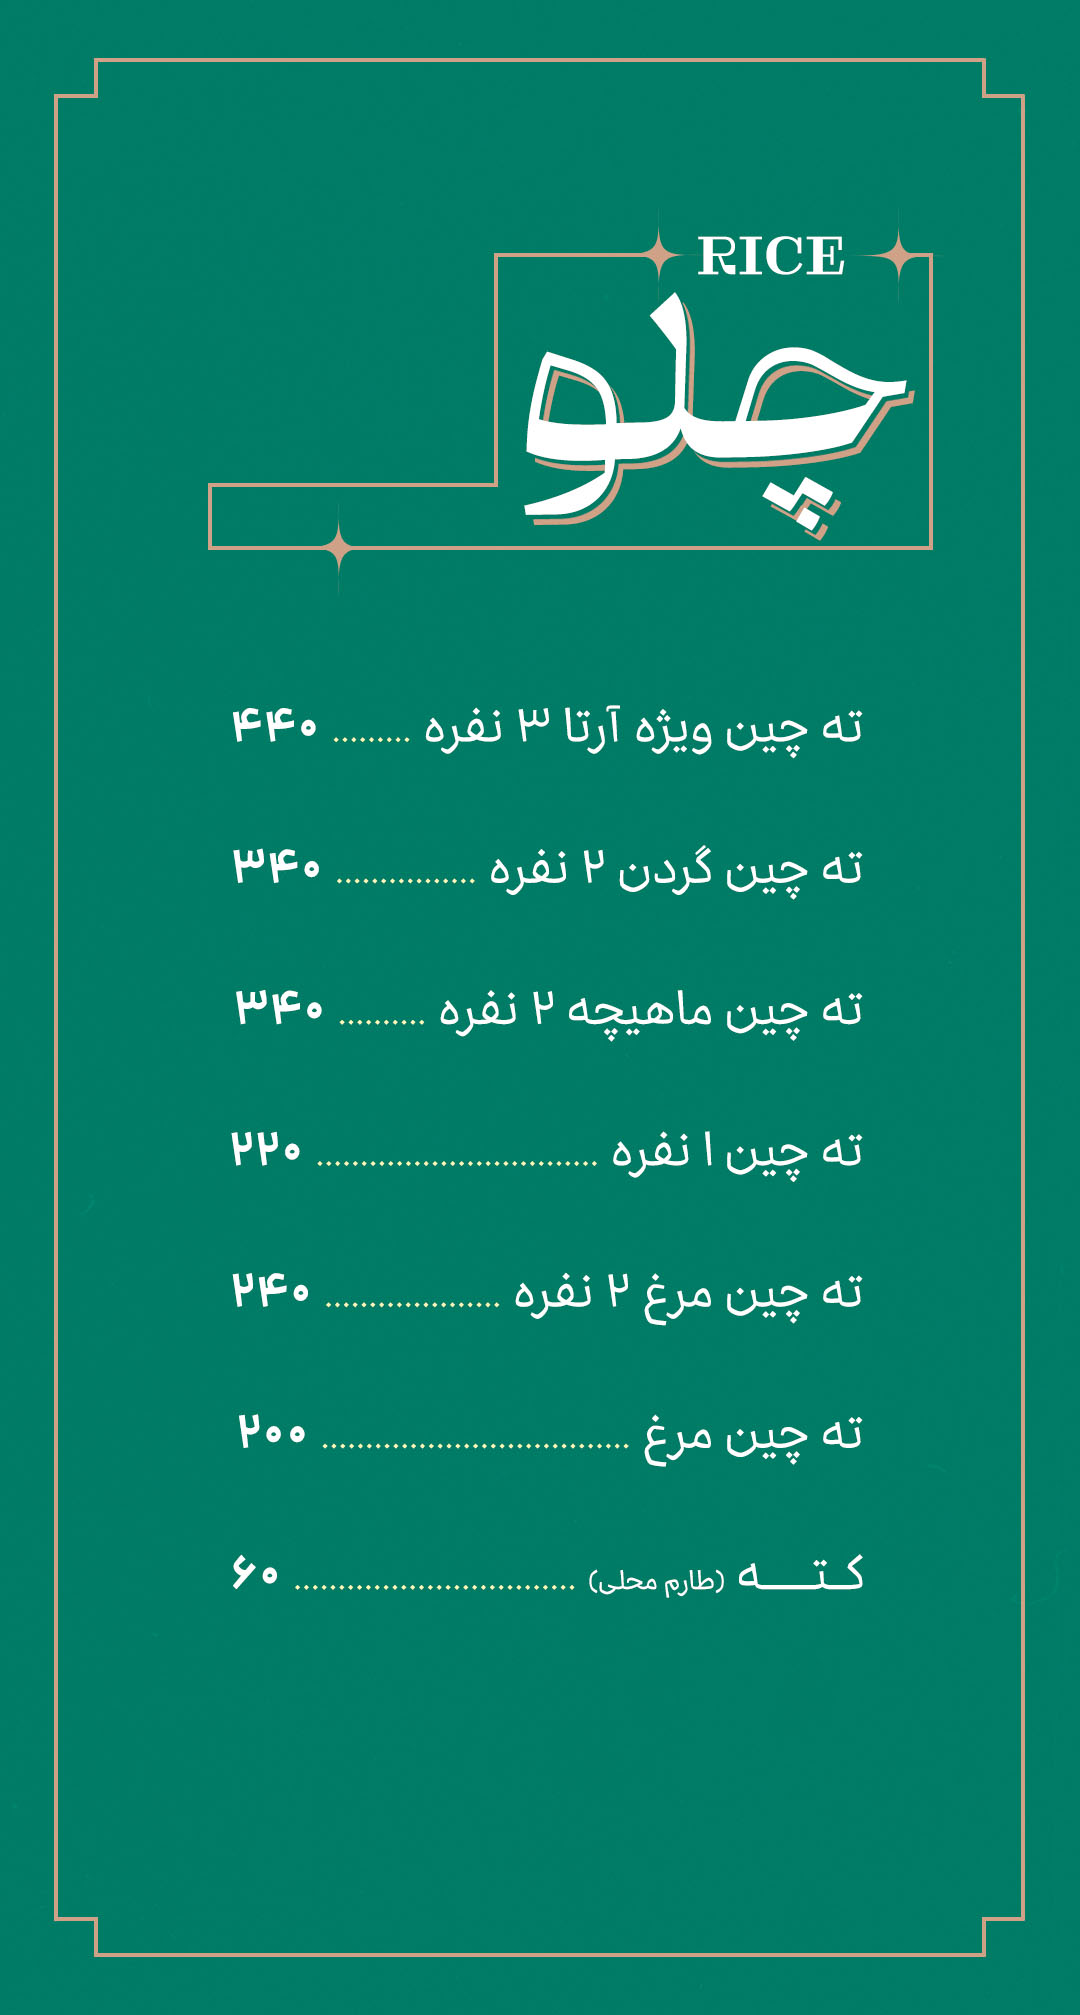 RICE
چلو
ته چین ویژه آرتا ۳ نفره ......... ۴۴۰
ته چین گردن ۲ نفره ................ ۳۴۰
ته چین ماهیچه ۲ نفره .......... ۳۴۰
ته چین ۱ نفره ................................ ۲۲۰
ته چین مرغ ۲ نفره .................... ۲۴۰
ته چین مرغ ................................... ۲۰۰
کـتـــــه (طارم محلی) ................................ ۶۰